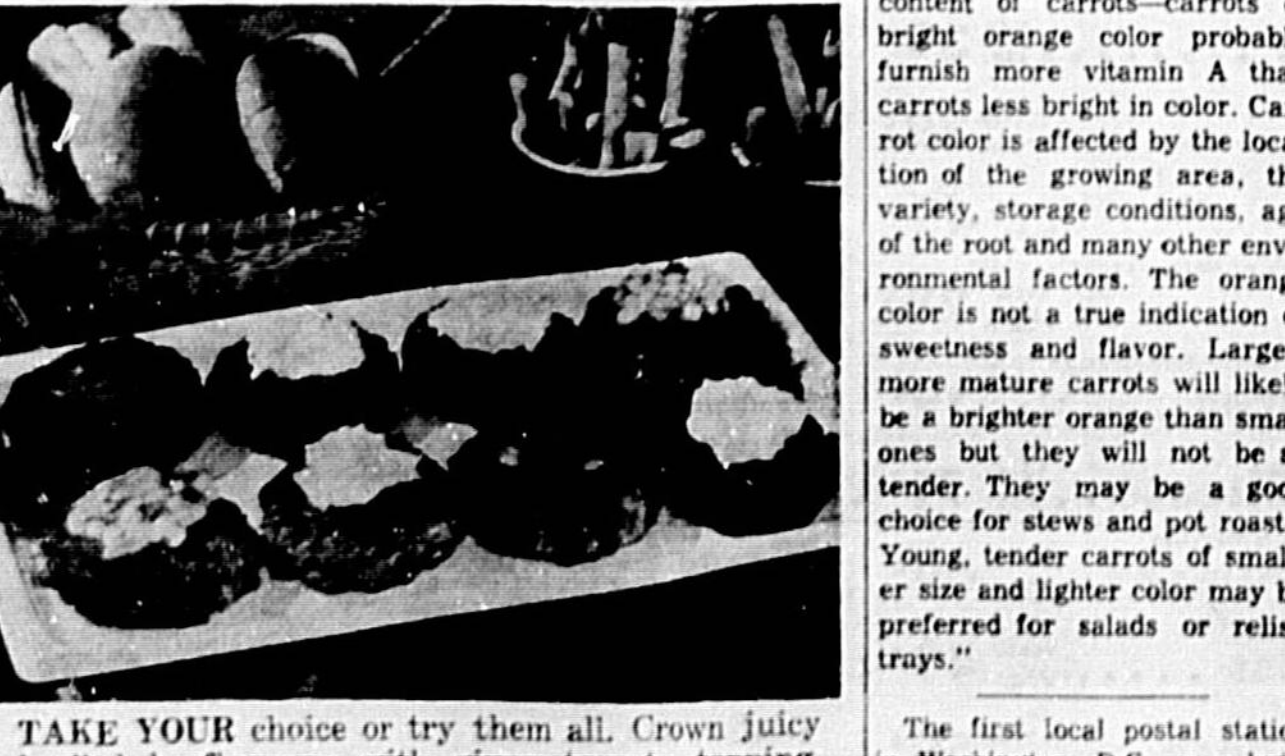 TAKE YOUR choice or try them all. Crown juicy
content of carrots—carrots
bright orange color probabl
furnish more vitamin A tha
carrots less bright in color. Ca
rot color is affected by the loca
tion of the growing area, th
variety, storage conditions, ag
of the root and many other env
ronmental factors. The orang
color is not a true indication
sweetness and flavor. Large
more mature carrots will likel
be a brighter orange than sma
ones but they will not be a
tender. They may be a goo
choice for stews and pot roast
Young, tender carrots of smal
er size and lighter color may b
preferred for salads or relis
trays."
The first local postal stati